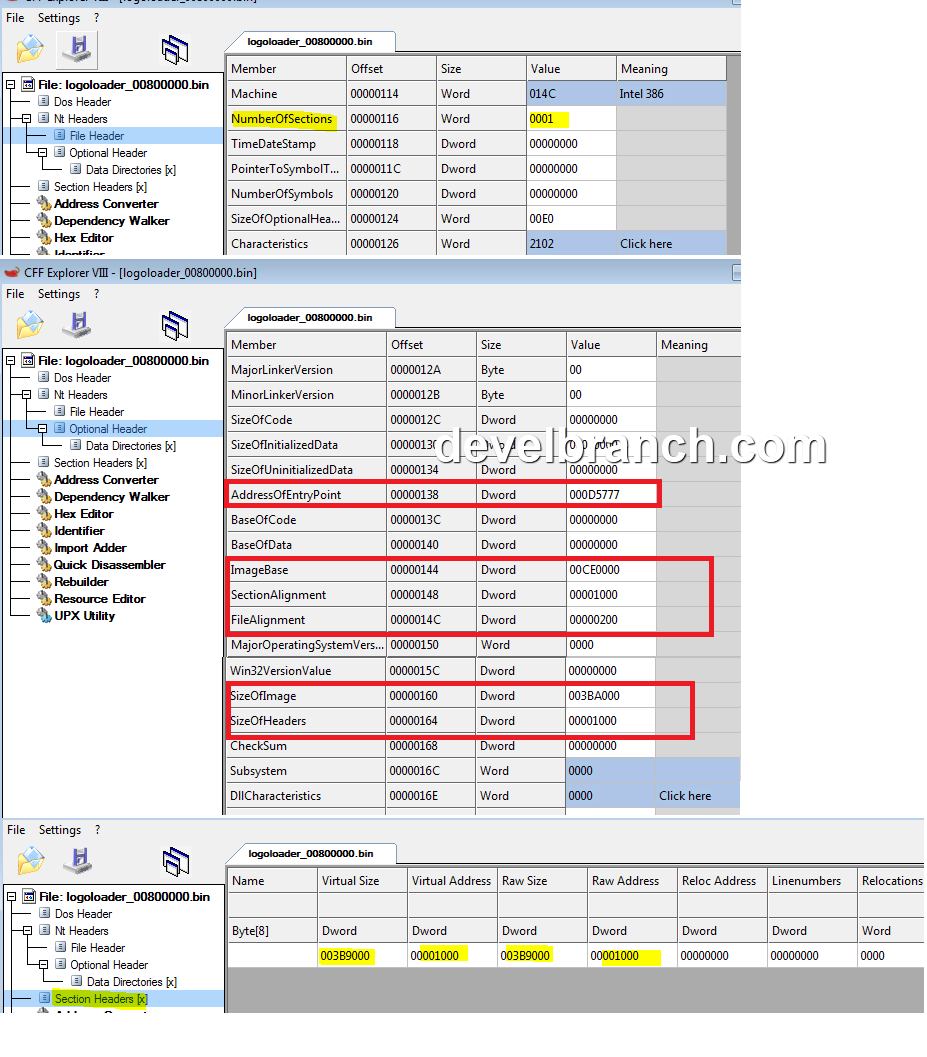 CFF Explorer VIII - [logoloader_00800000.bin]
File Settings ?
logoloader_00800000.bin
File: logoloader_00800000.bin
Dos Header
Nt Headers
File Header
Optional Header
Data Directories [x]
Section Headers [x]
Address Converter
Dependency Walker
Hex Editor
Identifier
Member Offset Size Value Meaning
Machine 00000114 Word 014C Intel 386
NumberOfSections 00000116 Word 0001
TimeDateStamp 00000118 Dword 00000000
PointerToSymbolT... 0000011C Dword 00000000
NumberOfSymbols 00000120 Dword 00000000
SizeOfOptionalHea... 00000124 Word 00E0
Characteristics 00000126 Word 2102 Click here
CFF Explorer VIII - [logoloader_00800000.bin]
File Settings ?
logoloader_00800000.bin
File: logoloader_00800000.bin
Dos Header
Nt Headers
File Header
Optional Header
Data Directories [x]
Section Headers [x]
Address Converter
Dependency Walker
Hex Editor
Identifier
Import Adder
Quick Disassembler
Rebuilder
Resource Editor
UPX Utility
Member Offset Size Value Meaning
MajorLinkerVersion 0000012A Byte 00
MinorLinkerVersion 0000012B Byte 00
SizeOfCode 0000012C Dword 00000000
SizeOfInitializedData 00000130
develbranch.com
SizeOfUninitializedData 00000134 Dword 00000000
AddressOfEntryPoint 00000138 Dword 000D5777
BaseOfCode 0000013C Dword 00000000
BaseOfData 00000140 Dword 00000000
ImageBase 00000144 Dword 00CE0000
SectionAlignment 00000148 Dword 00001000
FileAlignment 0000014C Dword 00000200
MajorOperatingSystemVers... 00000150 Word 0000
Win32VersionValue 0000015C Dword 00000000
SizeOfImage 00000160 Dword 003BA000
SizeOfHeaders 00000164 Dword 00001000
CheckSum 00000168 Dword 00000000
Subsystem 0000016C Word 0000
DllCharacteristics 0000016E Word 0000 Click here
File Settings ?
logoloader_00800000.bin
File: logoloader_00800000.bin
Dos Header
Nt Headers
File Header
Optional Header
Data Directories [x]
Section Headers [x]
Name Virtual Size Virtual Address Raw Size Raw Address Reloc Address Linenumbers Relocations
Byte[8] Dword Dword Dword Dword Dword Dword Word
003B9000 00001000 003B9000 00001000 00000000 00000000 0000